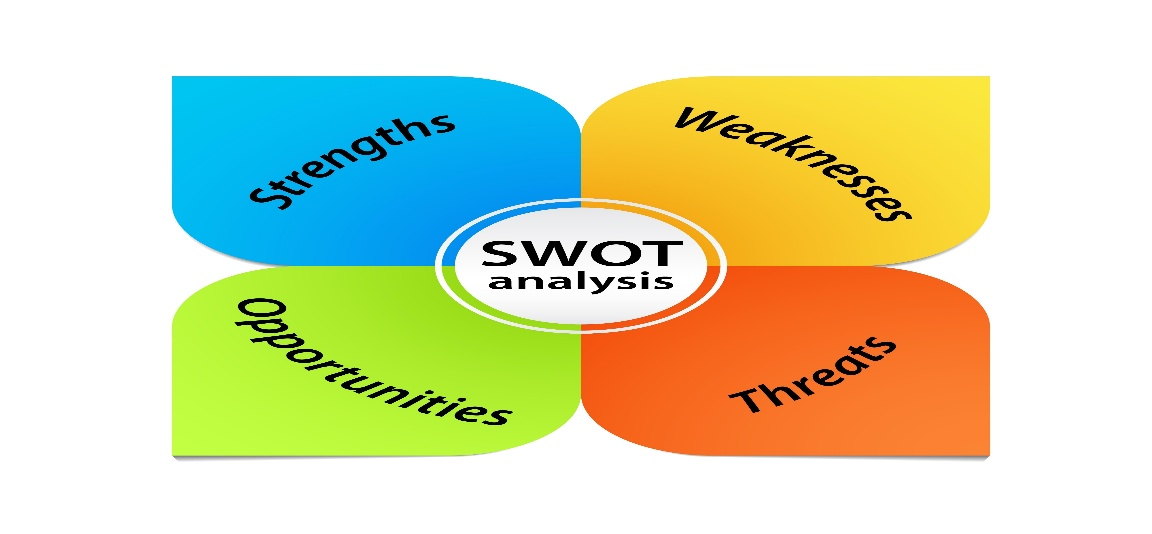 Strengths
Weaknesses
SWOT
analysis
Opportunities
Threats